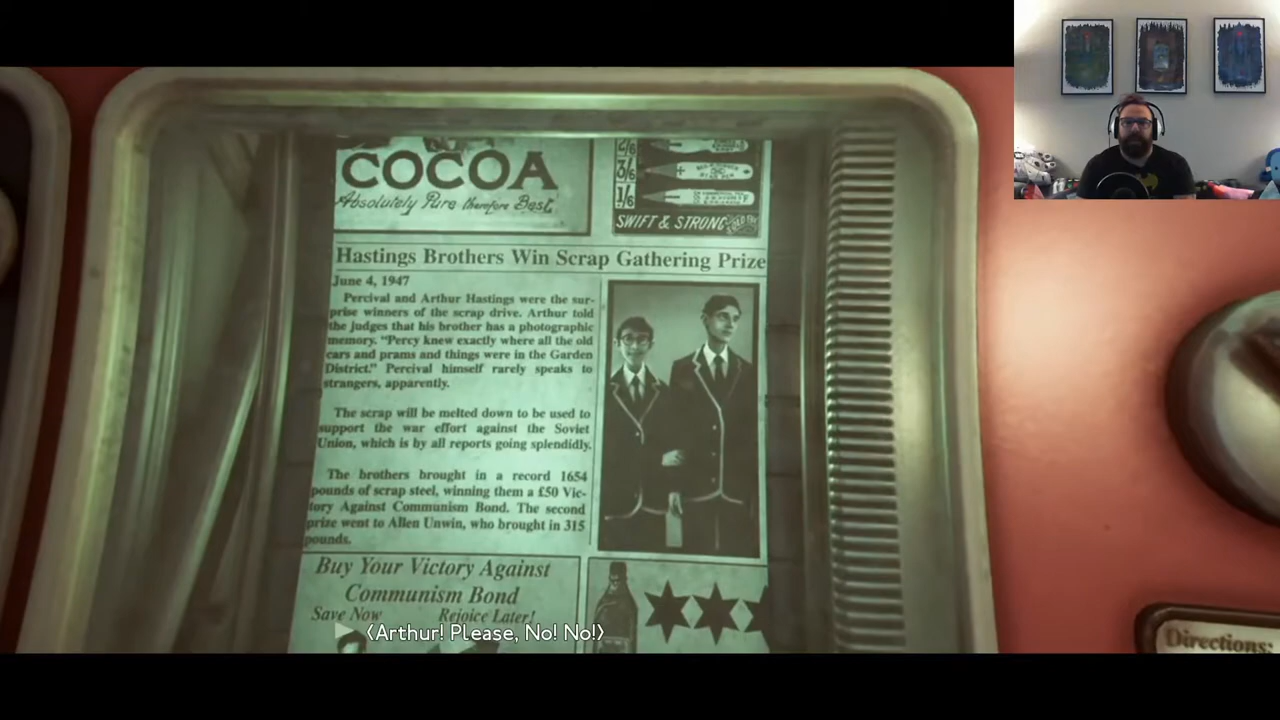 COCOA
Absolutely Pure therefore Best
2/6
3/6
1/6
SWIFT & STRONG
Hastings Brothers Win Scrap Gathering Prize
June 4, 1947
Percival and Arthur Hastings were the sur-
prise winners of the scrap drive. Arthur told
the judges that his brother has a photographic
memory. "Percy knew exactly where all the old
cars and prams and things were in the Garden
District." Percival himself rarely speaks to
strangers, apparently.
The scrap will be melted down to be used to
support the war effort against the Soviet
Union, which is by all reports going splendidly.
The brothers brought in a record 1654
pounds of scrap steel, winning them a £50 Vic-
tory Against Communism Bond. The second
prize went to Allen Unwin, who brought in 315
pounds.
Buy Your Victory Against
Communism Bond
Save Now Rejoice Later!
(Arthur! Please, No! No!)
Directions: